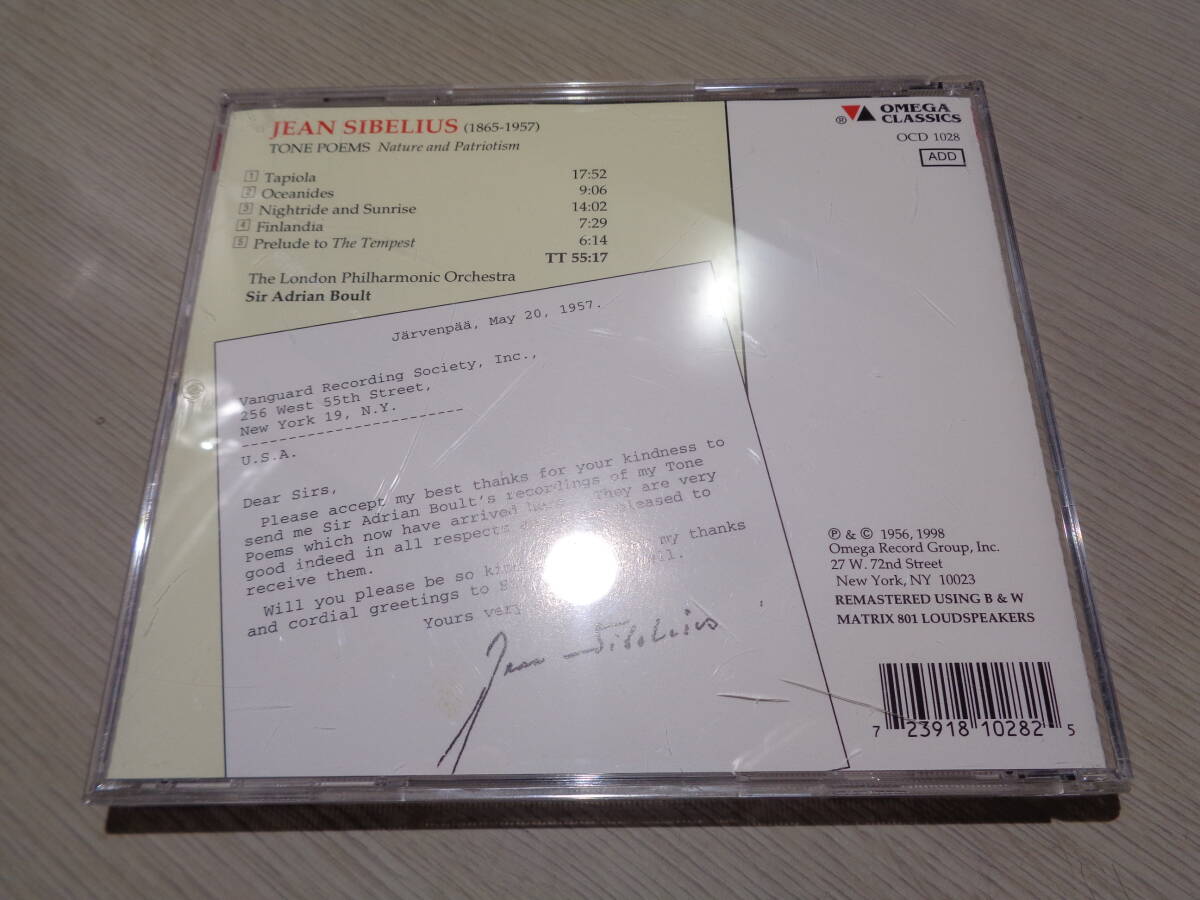 JEAN SIBELIUS (1865-1957)
TONE POEMS Nature and Patriotism
1 Tapiola 17:52
2 Oceanides 9:06
3 Nightride and Sunrise 14:02
4 Finlandia 7:29
5 Prelude to The Tempest 6:14
TT 55:17
The London Philharmonic Orchestra
Sir Adrian Boult
Järvenpää, May 20, 1957.
Vanguard Recording Society, Inc.,
256 West 55th Street,
New York 19, N.Y.
-----------------------
U.S.A.
Dear Sirs,
Please accept my best thanks for your kindness to
send me Sir Adrian Boult's recordings of my Tone
Poems which now have arrived They are very
good indeed in all respects pleased to
receive them.
Will you please be so kind my thanks
and cordial greetings to
Yours very
Jean Sibelius
® OMEGA
CLASSICS
OCD 1028
ADD
℗ & © 1956, 1998
Omega Record Group, Inc.
27 W. 72nd Street
New York, NY 10023
REMASTERED USING B & W
MATRIX 801 LOUDSPEAKERS
7 23918 10282 5